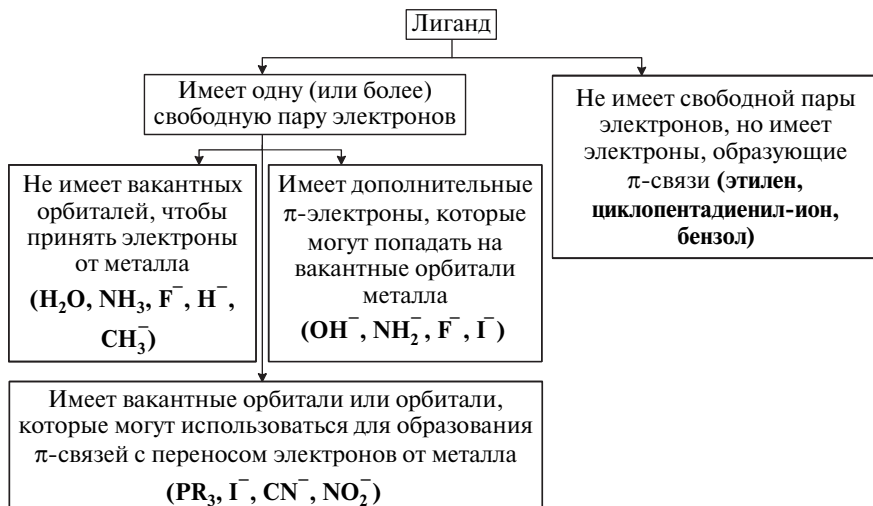 Лиганд
Имеет одну (или более)
свободную пару электронов
Не имеет свободной пары
электронов, но имеет
электроны, образующие
π-связи (этилен,
циклопентадиенил-ион,
бензол)
Не имеет вакантных
орбиталей, чтобы
принять электроны
от металла
(H₂O, NH₃, F⁻, H⁻,
CH₃⁻)
Имеет дополнительные
π-электроны, которые
могут попадать на
вакантные орбитали
металла
(OH⁻, NH₂⁻, F⁻, I⁻)
Имеет вакантные орбитали или орбитали,
которые могут использоваться для образования
π-связей с переносом электронов от металла
(PR₃, I⁻, CN⁻, NO₂⁻)